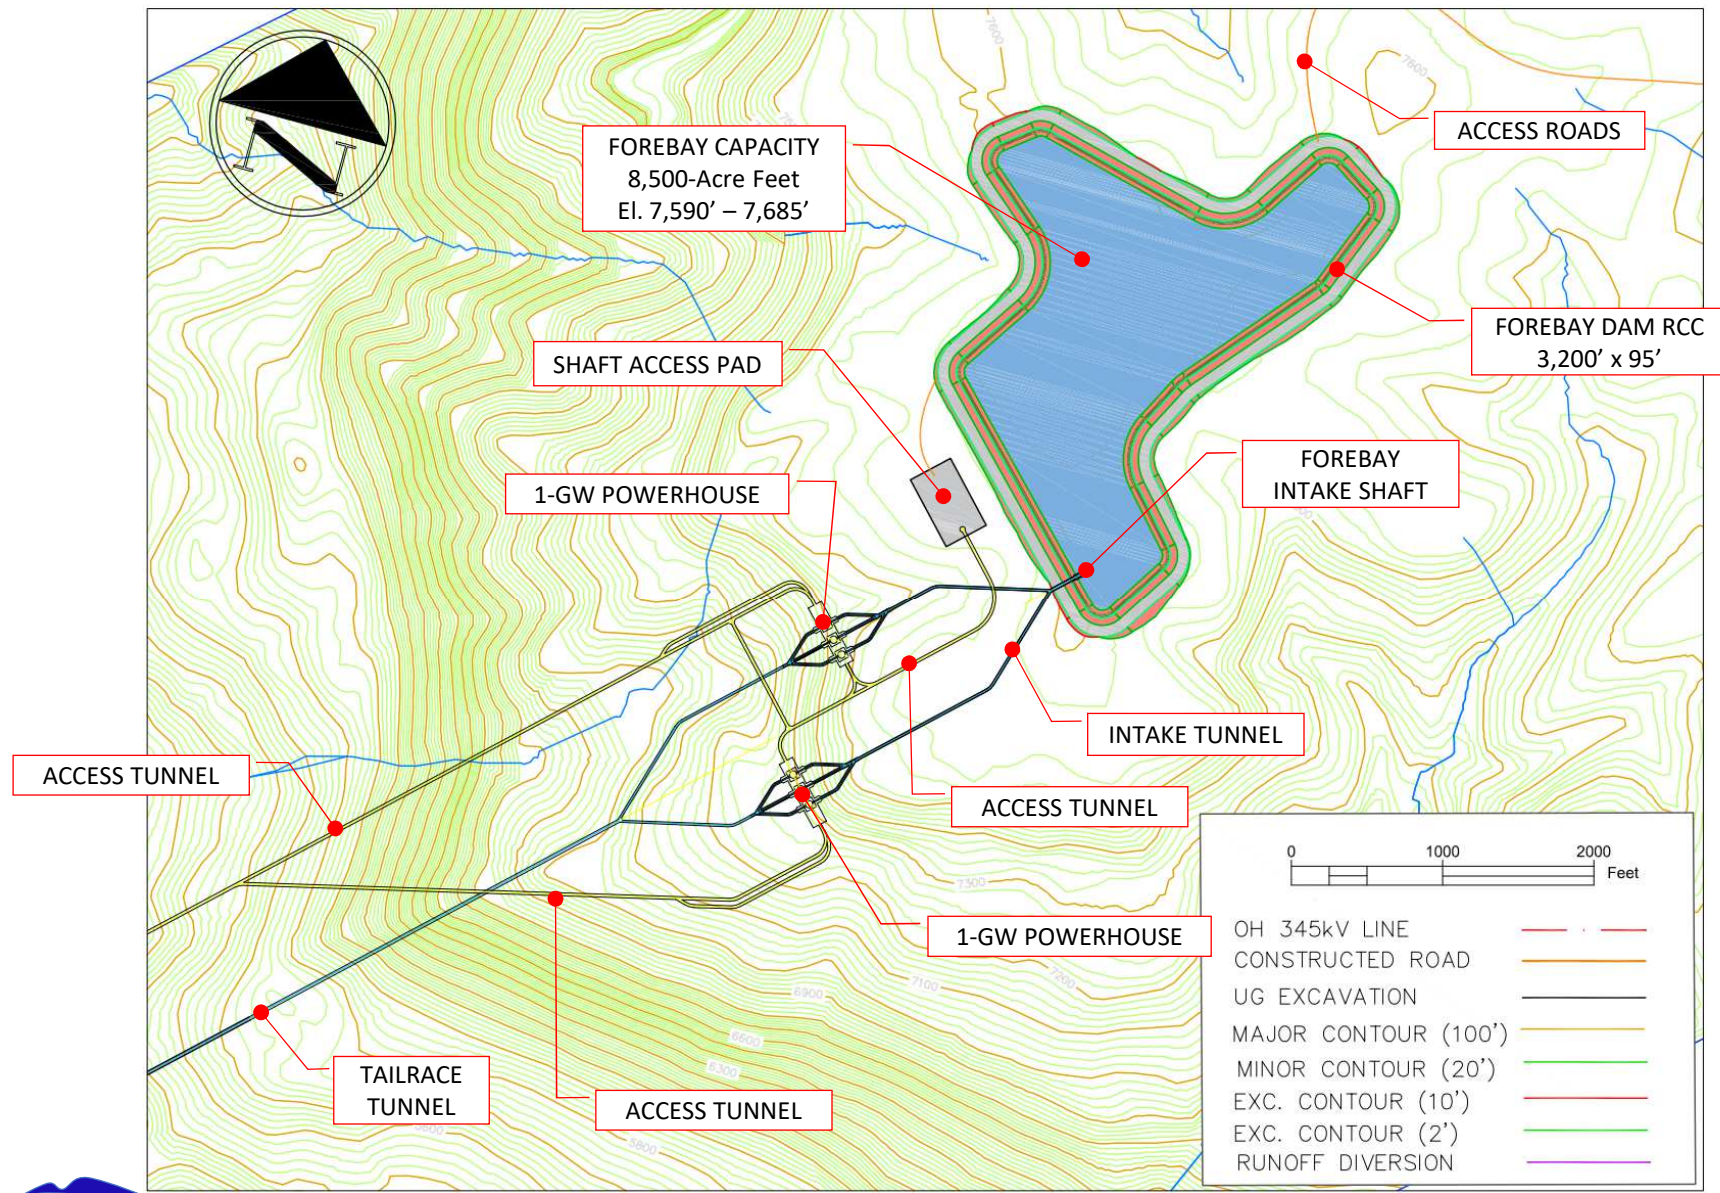 7600
7600
ACCESS ROADS
FOREBAY CAPACITY
8,500-Acre Feet
El. 7,590’ – 7,685’
FOREBAY DAM RCC
3,200’ x 95’
SHAFT ACCESS PAD
FOREBAY
INTAKE SHAFT
1-GW POWERHOUSE
INTAKE TUNNEL
ACCESS TUNNEL
ACCESS TUNNEL
1-GW POWERHOUSE
7300
7200
7100
6900
6600
6300
5800
TAILRACE
TUNNEL
ACCESS TUNNEL
0 1000 2000
Feet
OH 345kV LINE
CONSTRUCTED ROAD
UG EXCAVATION
MAJOR CONTOUR (100’)
MINOR CONTOUR (20’)
EXC. CONTOUR (10’)
EXC. CONTOUR (2’)
RUNOFF DIVERSION